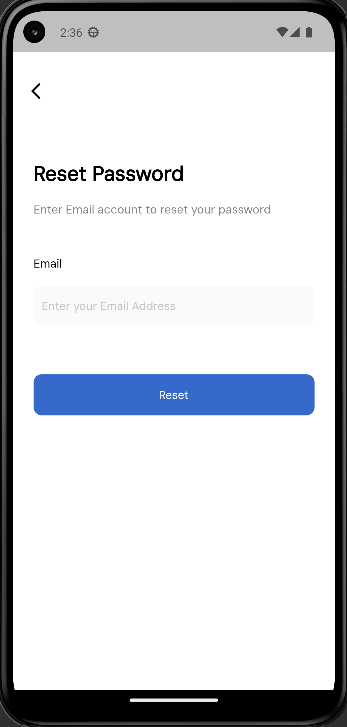 2:36
Reset Password
Enter Email account to reset your password
Email
Enter your Email Address
Reset